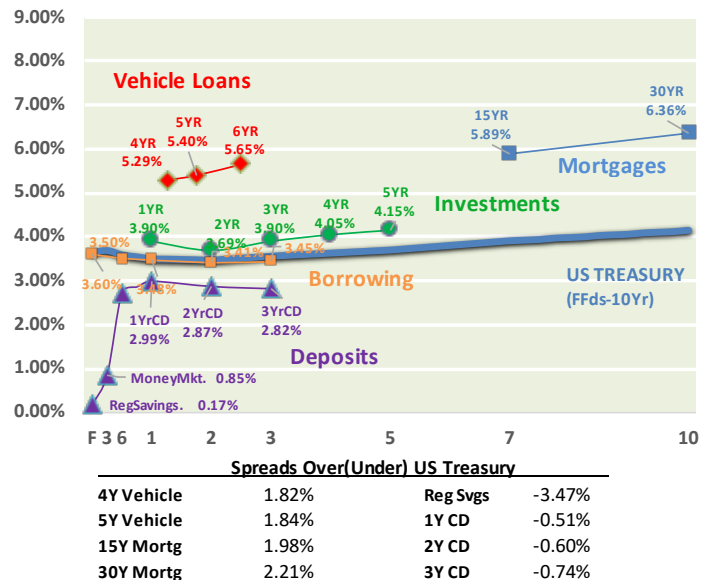 9.00%
8.00%
7.00%
6.00%
5.00%
4.00%
3.00%
2.00%
1.00%
0.00%
Vehicle Loans
4YR
5.29%
5YR
5.40%
6YR
5.65%
15YR
5.89%
30YR
6.36%
Mortgages
Investments
1YR
3.90%
2YR
3.69%
3YR
3.90%
4YR
4.05%
5YR
4.15%
3.50%
3.60%
3.41%
3.45%
Borrowing
US TREASURY
(FFds-10Yr)
1YrCD
2.99%
2YrCD
2.87%
3YrCD
2.82%
Deposits
MoneyMkt. 0.85%
RegSavings. 0.17%
F 3 6 1 2 3 5 7 10
Spreads Over(Under) US Treasury
4Y Vehicle 1.82% Reg Svgs -3.47%
5Y Vehicle 1.84% 1Y CD -0.51%
15Y Mortg 1.98% 2Y CD -0.60%
30Y Mortg 2.21% 3Y CD -0.74%